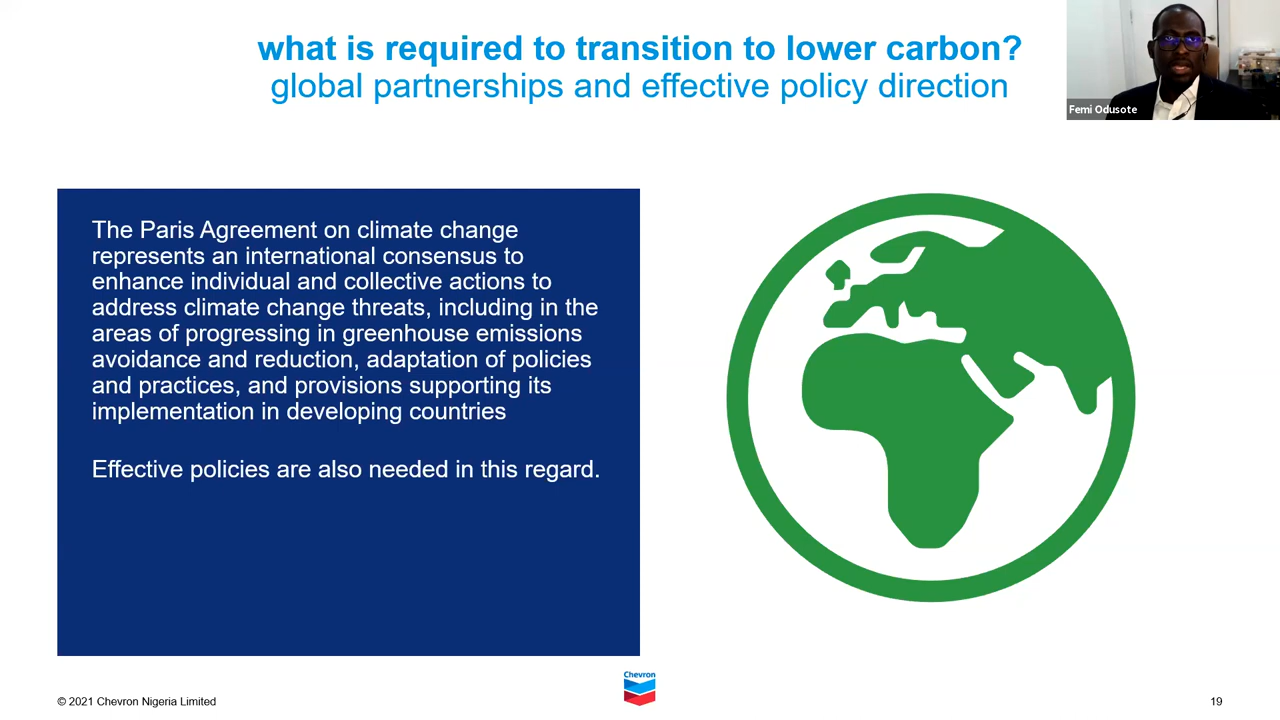 what is required to transition to lower carbon?
global partnerships and effective policy direction
Femi Odusote
The Paris Agreement on climate change
represents an international consensus to
enhance individual and collective actions to
address climate change threats, including in the
areas of progressing in greenhouse emissions
avoidance and reduction, adaptation of policies
and practices, and provisions supporting its
implementation in developing countries
Effective policies are also needed in this regard.
© 2021 Chevron Nigeria Limited
Chevron
19